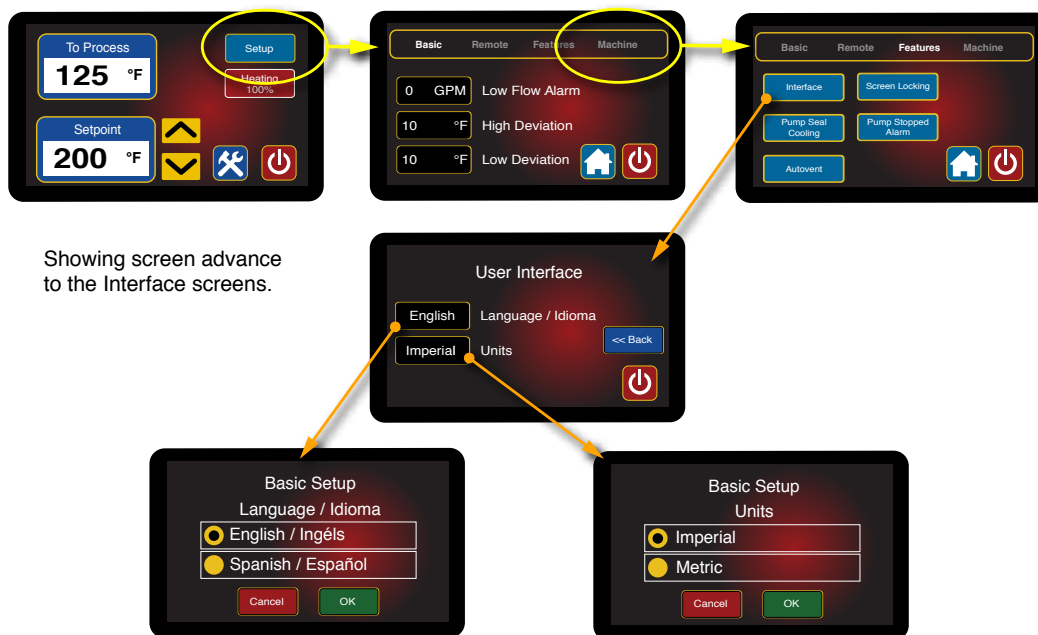 To Process
125 °F
Setup
Heating
100%
Setpoint
200 °F
Basic Remote Features Machine
0 GPM Low Flow Alarm
10 °F High Deviation
10 °F Low Deviation
Basic Remote Features Machine
Interface Screen Locking
Pump Seal
Cooling
Pump Stopped
Alarm
Autovent
Showing screen advance
to the Interface screens.
User Interface
English Language / Idioma
Imperial Units
<< Back
Basic Setup
Language / Idioma
English / Ingéls
Spanish / Español
Cancel OK
Basic Setup
Units
Imperial
Metric
Cancel OK